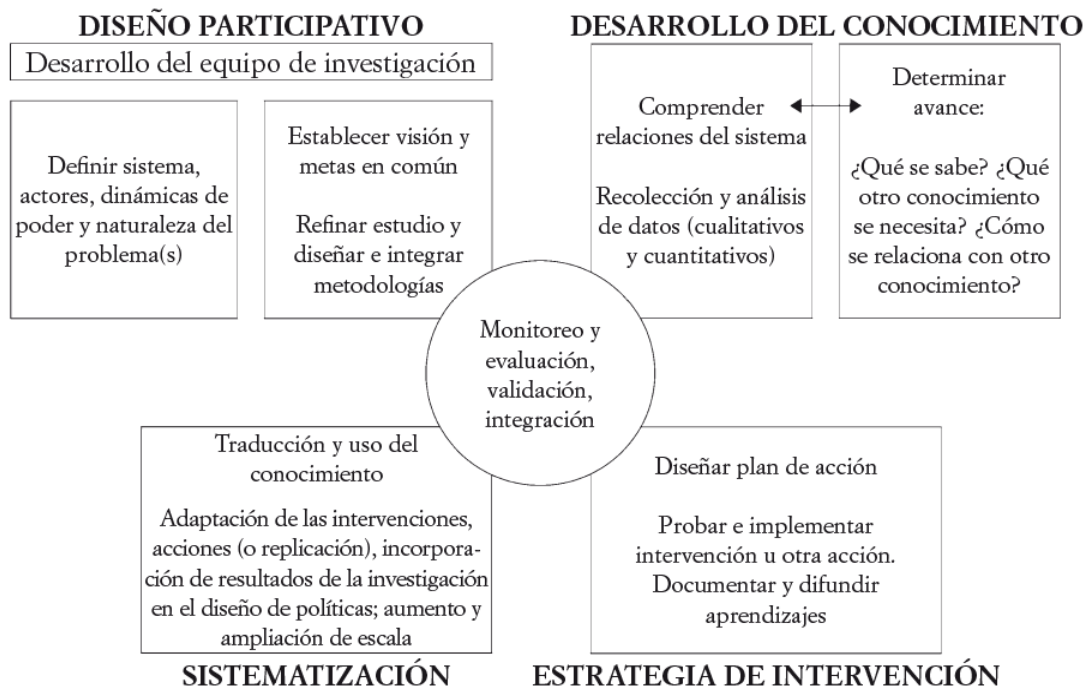 DISEÑO PARTICIPATIVO
Desarrollo del equipo de investigación
Definir sistema,
actores, dinámicas de
poder y naturaleza del
problema(s)
Establecer visión y
metas en común
Refinar estudio y
diseñar e integrar
metodologías
DESARROLLO DEL CONOCIMIENTO
Comprender
relaciones del sistema
Recolección y análisis
de datos (cualitativos
y cuantitativos)
Determinar
avance:
¿Qué se sabe? ¿Qué
otro conocimiento
se necesita? ¿Cómo
se relaciona con otro
conocimiento?
Monitoreo y
evaluación,
validación,
integración
Traducción y uso del
conocimiento
Adaptación de las intervenciones,
acciones (o replicación), incorpora-
ción de resultados de la investigación
en el diseño de políticas; aumento y
ampliación de escala
SISTEMATIZACIÓN
Diseñar plan de acción
Probar e implementar
intervención u otra acción.
Documentar y difundir
aprendizajes
ESTRATEGIA DE INTERVENCIÓN